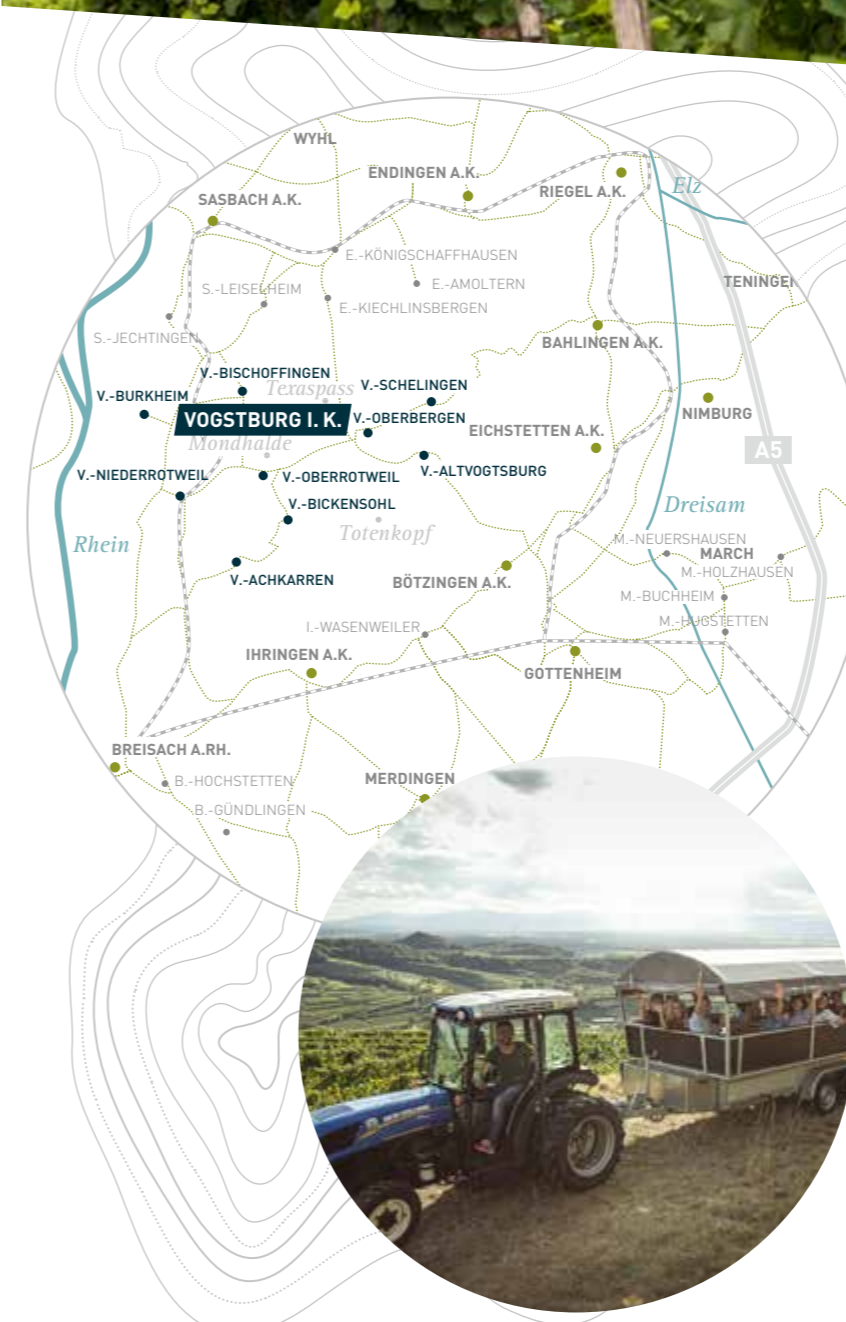 WYHL
ENDINGEN A.K.
RIEGEL A.K.
Elz
SASBACH A.K.
E.-KÖNIGSCHAFFHAUSEN
E.-AMOLTERN
TENINGEN
S.-LEISELHEIM
E.-KIECHLINSBERGEN
S.-JECHTINGEN
BAHLINGEN A.K.
V.-BISCHOFFINGEN
Texaspass
V.-SCHELINGEN
V.-BURKHEIM
NIMBURG
VOGSTBURG I. K.
V.-OBERBERGEN
EICHSTETTEN A.K.
Mondhalde
A5
V.-NIEDERROTWEIL
V.-OBERROTWEIL
V.-ALTVOGTSBURG
V.-BICKENSOHL
Dreisam
Totenkopf
Rhein
M.-NEUERSHAUSEN
MARCH
M.-HOLZHAUSEN
V.-ACHKARREN
BÖTZINGEN A.K.
M.-BUCHHEIM
M.-HUGSTETTEN
I.-WASENWEILER
IHRINGEN A.K.
GOTTENHEIM
BREISACH A.RH.
B.-HOCHSTETTEN
MERDINGEN
B.-GÜNDLINGEN